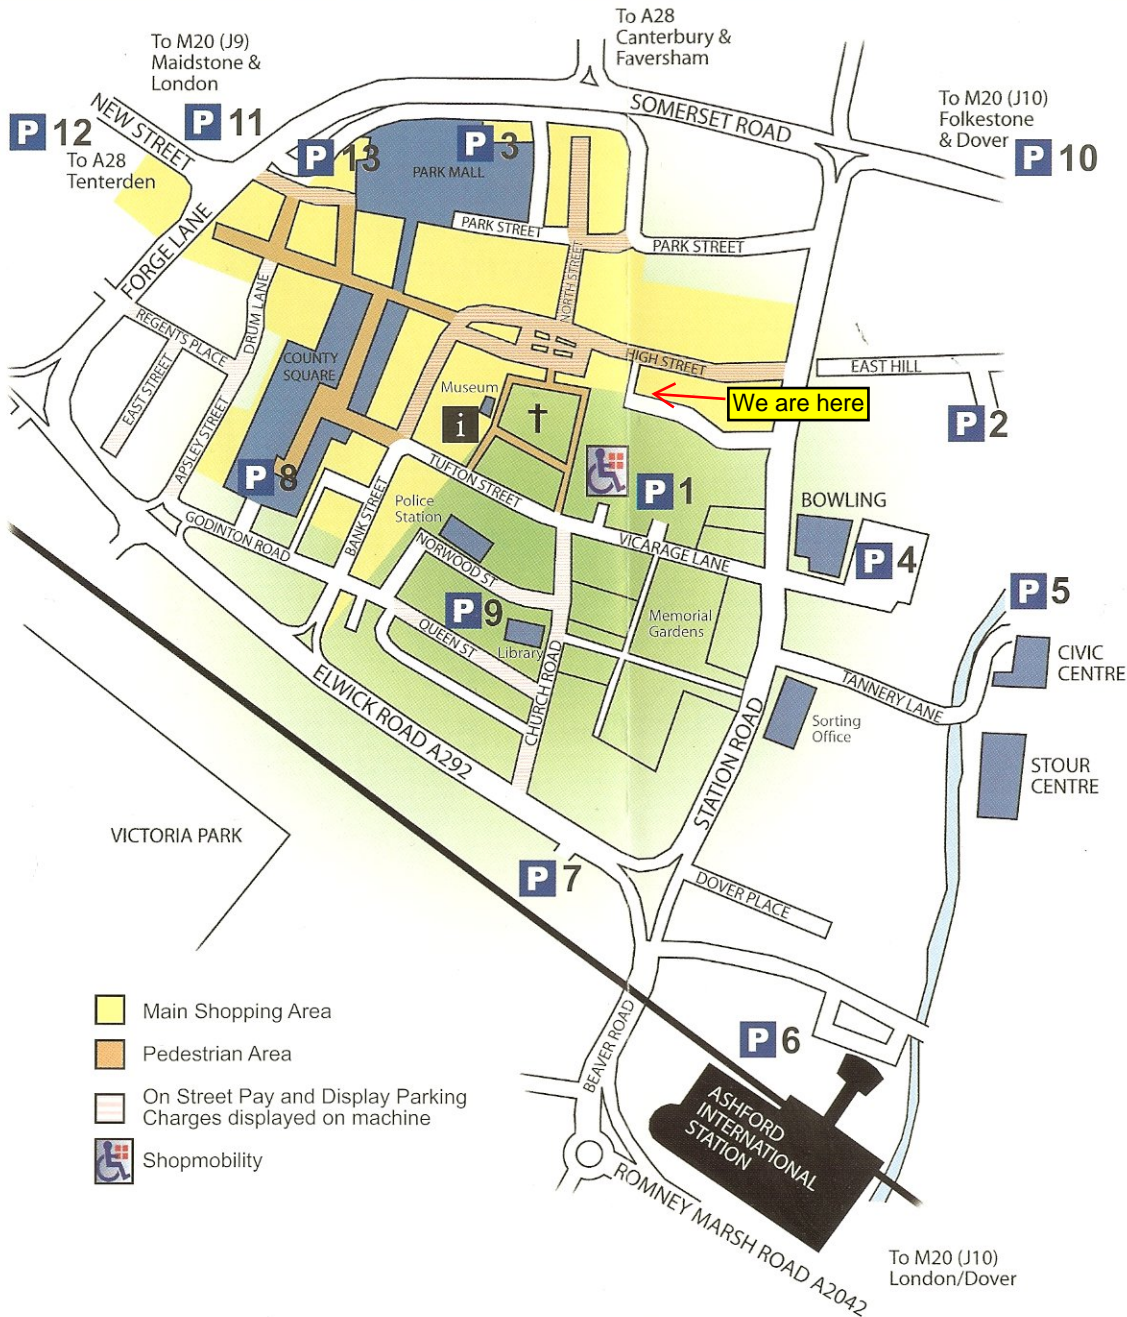 To A28
Canterbury &
Faversham
To M20 (J9)
Maidstone &
London
To M20 (J10)
Folkestone
& Dover
NEW STREET
SOMERSET ROAD
P 12
P 11
P 13
P 3
P 10
To A28
Tenterden
PARK MALL
PARK STREET
PARK STREET
FORGE LANE
NORTH STREET
DRUM LANE
REGENTS PLACE
EAST STREET
APSLEY STREET
COUNTY
SQUARE
HIGH STREET
EAST HILL
Museum
i
We are here
P 2
P 8
P 1
TUFTON STREET
BANK STREET
Police
Station
GODINTON ROAD
NORWOOD ST
VICARAGE LANE
BOWLING
P 4
P 5
P 9
QUEEN ST
Library
CHURCH ROAD
Memorial
Gardens
CIVIC
CENTRE
TANNERY LANE
Sorting
Office
ELWICK ROAD A292
STATION ROAD
STOUR
CENTRE
VICTORIA PARK
P 7
DOVER PLACE
Main Shopping Area
Pedestrian Area
On Street Pay and Display Parking
Charges displayed on machine
Shopmobility
BEAVER ROAD
P 6
ASHFORD
INTERNATIONAL
STATION
ROMNEY MARSH ROAD A2042
To M20 (J10)
London/Dover